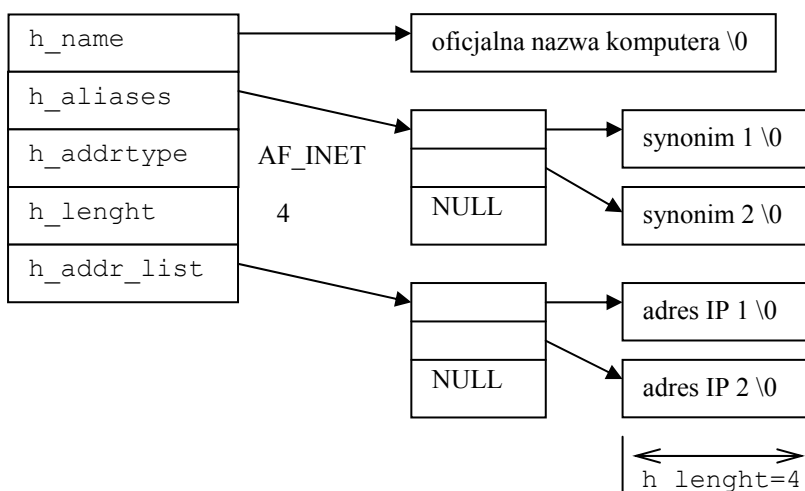 h_name
oficjalna nazwa komputera \0
h_aliases
synonim 1 \0
h_addrtype
AF_INET
h_lenght
4
NULL
synonim 2 \0
h_addr_list
adres IP 1 \0
NULL
adres IP 2 \0
h_lenght=4